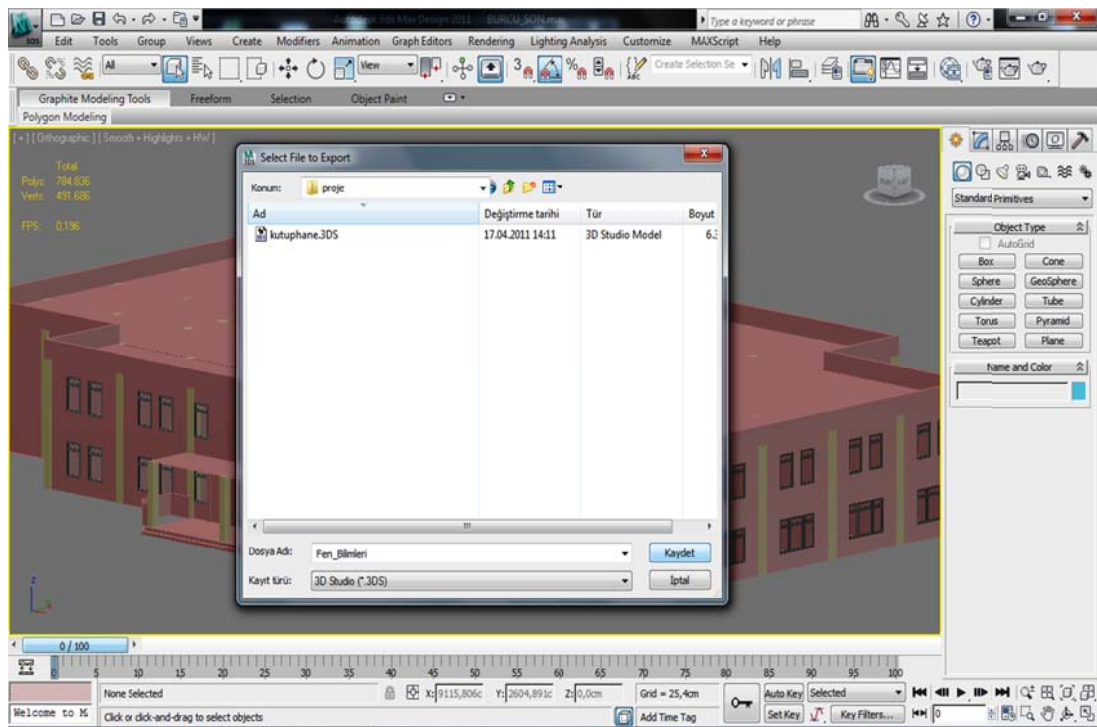 Autodesk 3ds Max Design 2011 BURCU_SON.max
Type a keyword or phrase
Edit Tools Group Views Create Modifiers Animation Graph Editors Rendering Lighting Analysis Customize MAXScript Help
All View Create Selection Se
Graphite Modeling Tools Freeform Selection Object Paint
Polygon Modeling
[ + ] [ Orthographic ] [ Smooth + Highlights + HW ]
Total
Polys: 784.836
Verts: 491.686
FPS: 0,196
Select File to Export
Konum: proje
Ad Değiştirme tarihi Tür Boyut
kutuphane.3DS 17.04.2011 14:11 3D Studio Model
Dosya Adı: Fen_Bilimleri Kaydet
Kayıt türü: 3D Studio (*.3DS) İptal
Standard Primitives
Object Type
AutoGrid
Box Cone
Sphere GeoSphere
Cylinder Tube
Torus Pyramid
Teapot Plane
Name and Color
z
0 / 100
0 5 10 15 20 25 30 35 40 45 50 55 60 65 70 75 80 85 90 95 100
None Selected X: 9115,806c Y: 2604,891c Z: 0,0cm Grid = 25,4cm Auto Key Selected
Welcome to M Click or click-and-drag to select objects Add Time Tag Set Key Key Filters... 0